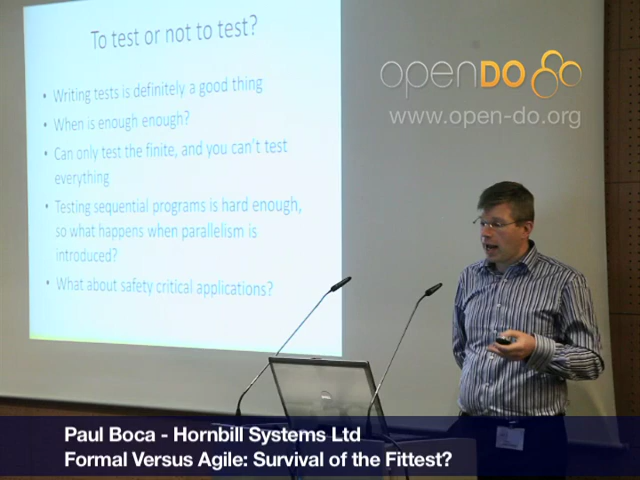 To test or not to test?
• Writing tests is definitely a good thing
• When is enough enough?
• Can only test the finite, and you can't test
everything
• Testing sequential programs is hard enough,
so what happens when parallelism is
introduced?
• What about safety critical applications?
openDO
www.open-do.org
Paul Boca - Hornbill Systems Ltd
Formal Versus Agile: Survival of the Fittest?